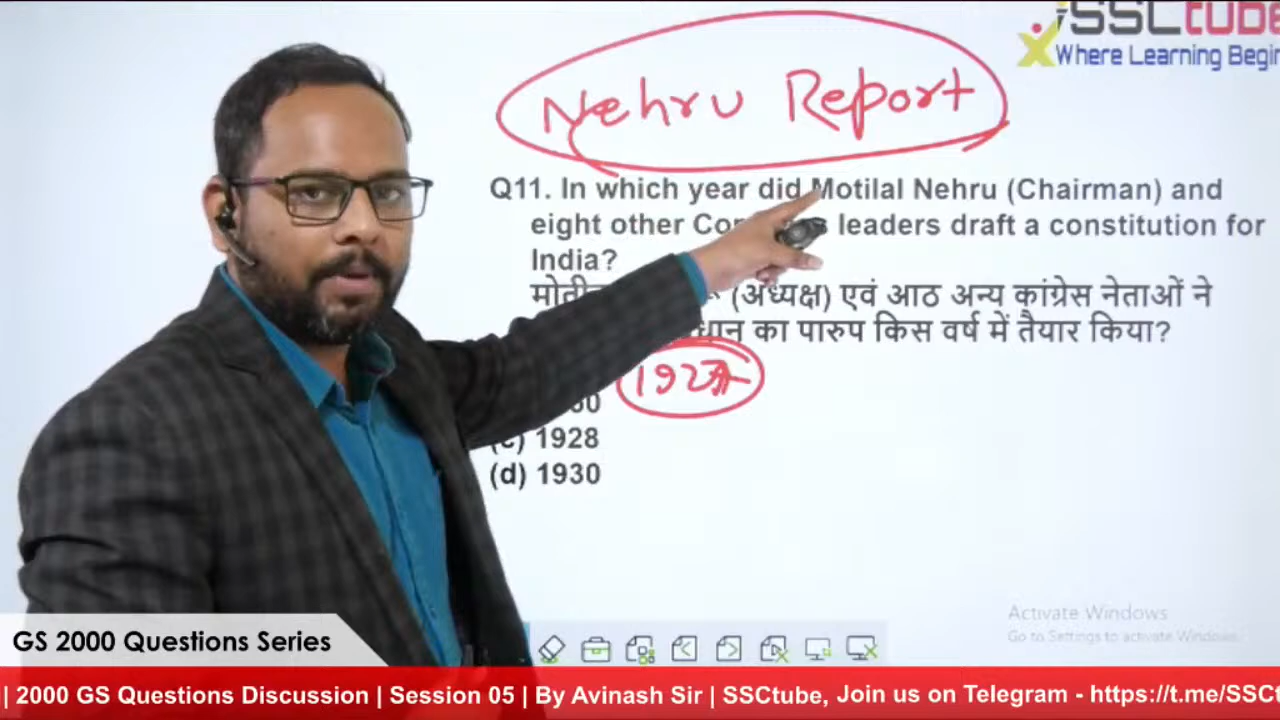 iSSCtube
Where Learning Begin
Nehru Report
Q11. In which year did Motilal Nehru (Chairman) and
eight other leaders draft a constitution for
India?
(अध्यक्ष) एवं आठ अन्य कांग्रेस नेताओं ने
का पारुप किस वर्ष में तैयार किया?
(c) 1928
(d) 1930
Activate Windows
Go to Settings to activate Windows.
GS 2000 Questions Series
|| 2000 GS Questions Discussion | Session 05 | By Avinash Sir | SSCtube, Join us on Telegram - https://t.me/SSCt